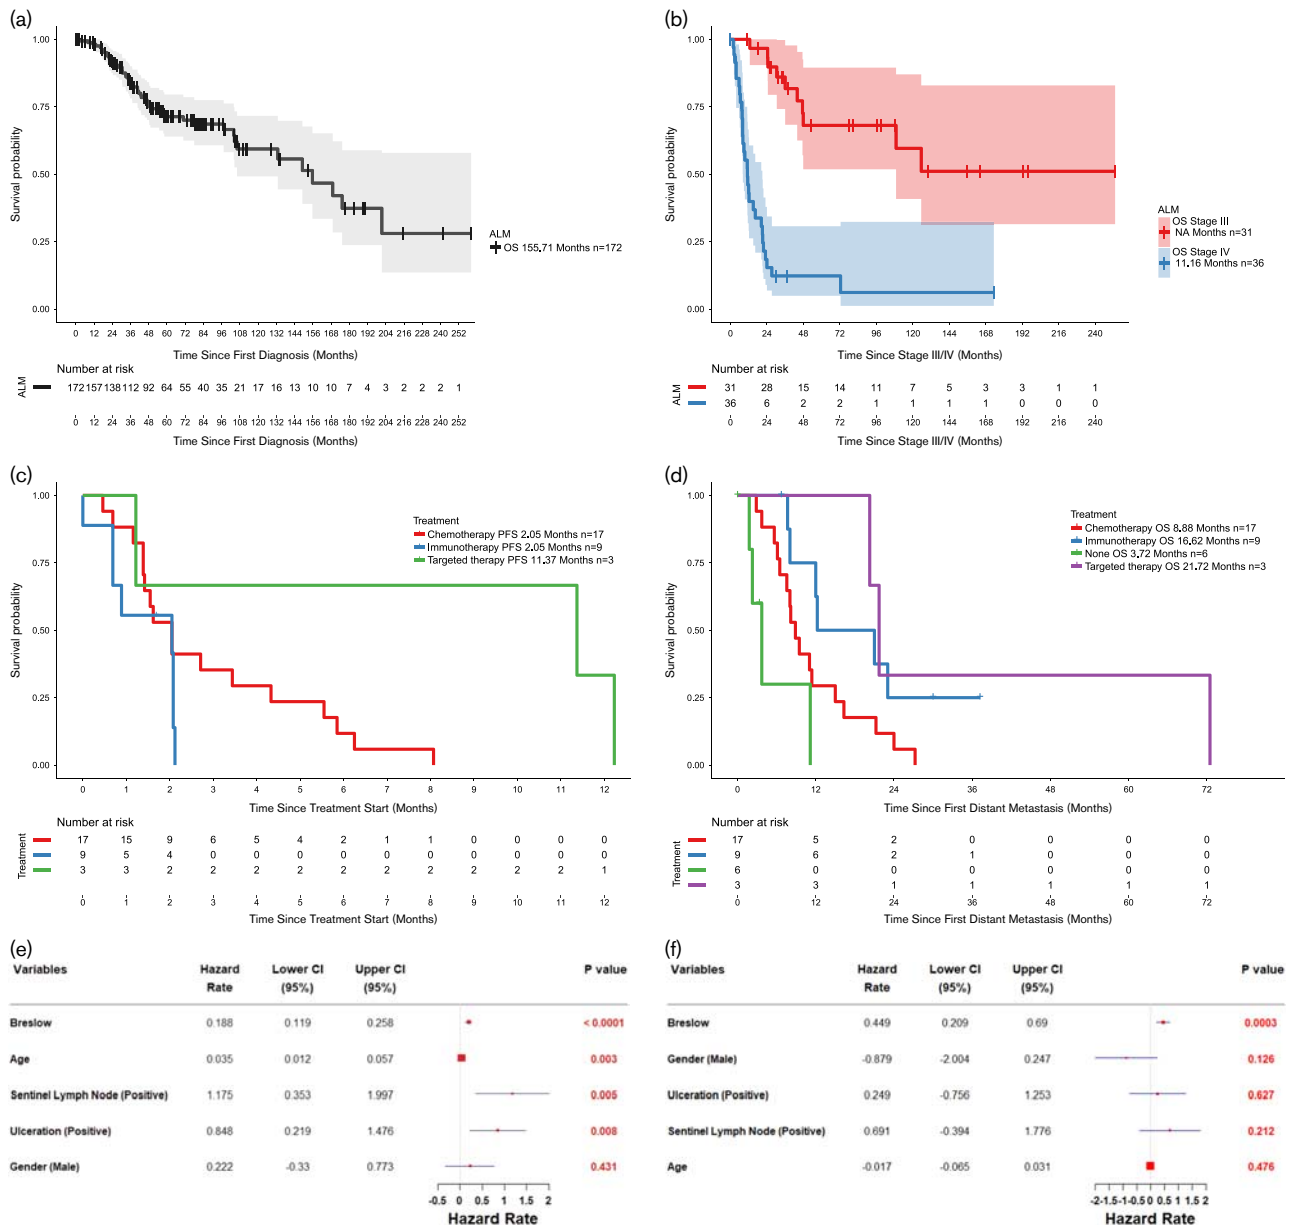 (a)
1.00
0.75
0.50
0.25
0.00
Survival probability
0 12 24 36 48 60 72 84 96 108 120 132 144 156 168 180 192 204 216 228 240 252
Time Since First Diagnosis (Months)
ALM
OS 155.71 Months n=172
Number at risk
ALM
172 157 138 112 92 64 55 40 35 21 17 16 13 10 10 7 4 3 2 2 2 1
0 12 24 36 48 60 72 84 96 108 120 132 144 156 168 180 192 204 216 228 240 252
Time Since First Diagnosis (Months)
(b)
1.00
0.75
0.50
0.25
0.00
Survival probability
0 24 48 72 96 120 144 168 192 216 240
Time Since Stage III/IV (Months)
ALM
OS Stage III
NA Months n=31
OS Stage IV
11.16 Months n=36
Number at risk
ALM
31 28 15 14 11 7 5 3 3 1 1
36 6 2 2 1 1 1 1 0 0 0
0 24 48 72 96 120 144 168 192 216 240
Time Since Stage III/IV (Months)
(c)
1.00
0.75
0.50
0.25
0.00
Survival probability
0 1 2 3 4 5 6 7 8 9 10 11 12
Time Since Treatment Start (Months)
Treatment
Chemotherapy PFS 2.05 Months n=17
Immunotherapy PFS 2.05 Months n=9
Targeted therapy PFS 11.37 Months n=3
Number at risk
Treatment
17 15 9 6 5 4 2 1 1 0 0 0 0
9 5 4 0 0 0 0 0 0 0 0 0 0
3 3 2 2 2 2 2 2 2 2 2 2 1
0 1 2 3 4 5 6 7 8 9 10 11 12
Time Since Treatment Start (Months)
(d)
1.00
0.75
0.50
0.25
0.00
Survival probability
0 12 24 36 48 60 72
Time Since First Distant Metastasis (Months)
Treatment
Chemotherapy OS 8.88 Months n=17
Immunotherapy OS 16.62 Months n=9
None OS 3.72 Months n=6
Targeted therapy OS 21.72 Months n=3
Number at risk
Treatment
17 5 2 0 0 0 0
9 6 2 1 0 0 0
6 0 0 0 0 0 0
3 3 1 1 1 1 1
0 12 24 36 48 60 72
Time Since First Distant Metastasis (Months)
(e)
Variables Hazard Rate Lower CI (95%) Upper CI (95%) P value
Breslow 0.188 0.119 0.258 < 0.0001
Age 0.035 0.012 0.057 0.003
Sentinel Lymph Node (Positive) 1.175 0.353 1.997 0.005
Ulceration (Positive) 0.848 0.219 1.476 0.008
Gender (Male) 0.222 -0.33 0.773 0.431
-0.5 0 0.5 1 1.5 2
Hazard Rate
(f)
Variables Hazard Rate Lower CI (95%) Upper CI (95%) P value
Breslow 0.449 0.209 0.69 0.0003
Gender (Male) -0.879 -2.004 0.247 0.126
Ulceration (Positive) 0.249 -0.756 1.253 0.627
Sentinel Lymph Node (Positive) 0.691 -0.394 1.776 0.212
Age -0.017 -0.065 0.031 0.476
-2 -1.5 -1 -0.5 0 0.5 1 1.5 2
Hazard Rate